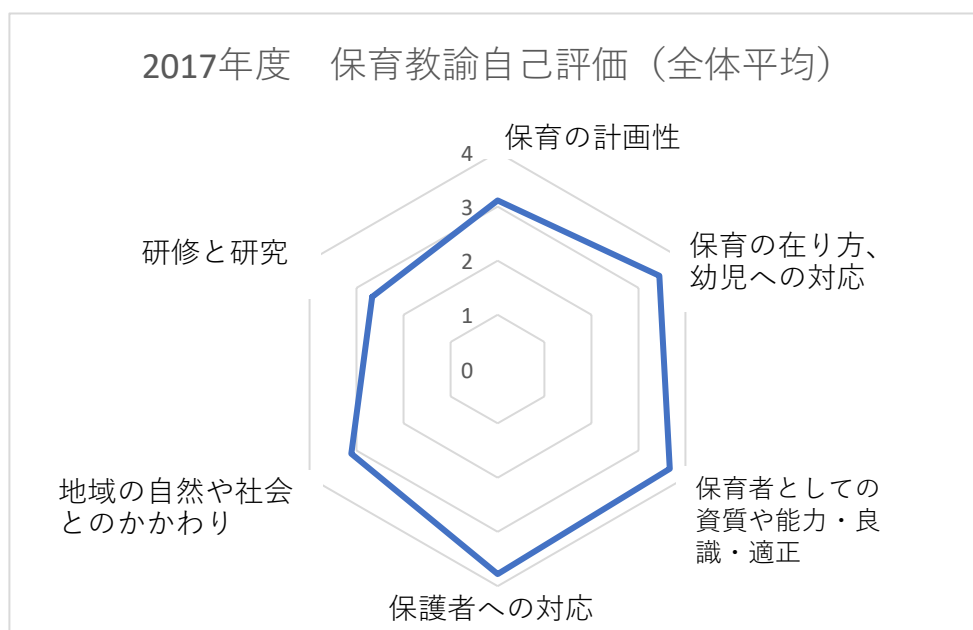 2017年度　保育教諭自己評価（全体平均）
保育の計画性
4
3
2
1
0
研修と研究
保育の在り方、
幼児への対応
地域の自然や社会
とのかかわり
保育者としての
資質や能力・良
識・適正
保護者への対応